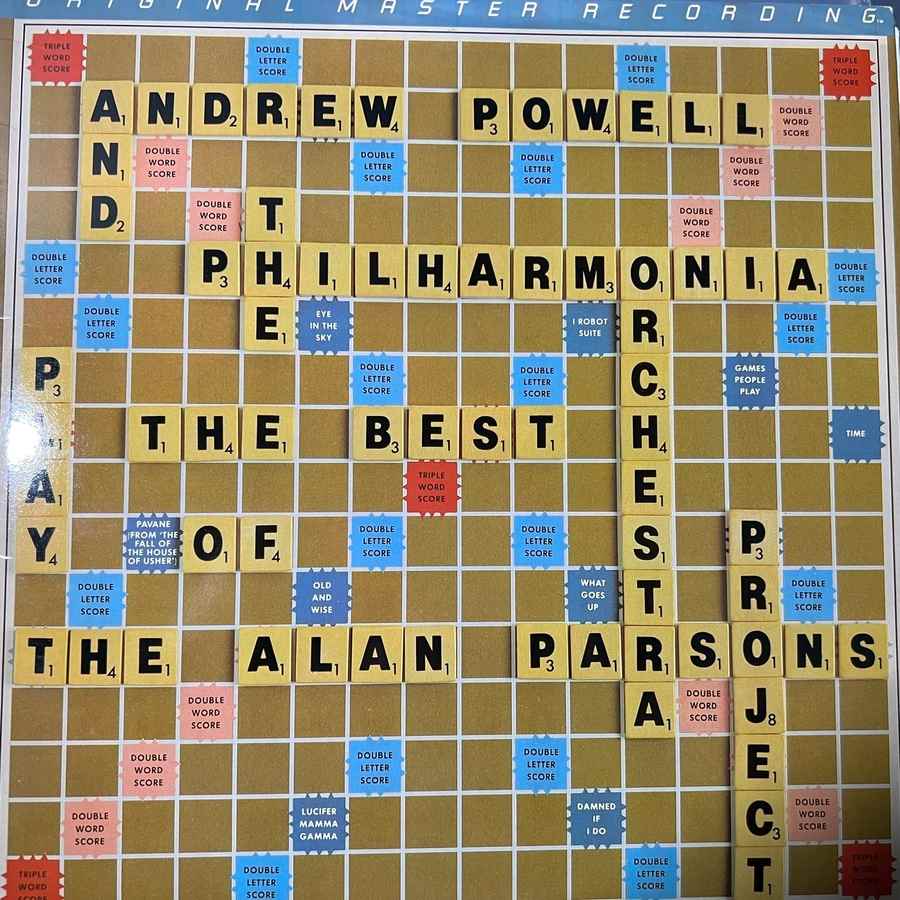 ORIGINAL MASTER RECORDING
TRIPLE WORD SCORE
DOUBLE LETTER SCORE
DOUBLE LETTER SCORE
TRIPLE WORD SCORE
ANDREW POWELL
DOUBLE WORD SCORE
AND
DOUBLE WORD SCORE
DOUBLE LETTER SCORE
DOUBLE LETTER SCORE
DOUBLE WORD SCORE
DOUBLE WORD SCORE
THE
DOUBLE WORD SCORE
DOUBLE LETTER SCORE
PHILHARMONIA
DOUBLE LETTER SCORE
ORCHESTRA
DOUBLE LETTER SCORE
EYE IN THE SKY
I ROBOT SUITE
DOUBLE LETTER SCORE
PLAY
DOUBLE LETTER SCORE
DOUBLE LETTER SCORE
GAMES PEOPLE PLAY
THE BEST
TIME
TRIPLE WORD SCORE
PAVANE (FROM 'THE FALL OF THE HOUSE OF USHER')
OF
DOUBLE LETTER SCORE
DOUBLE LETTER SCORE
PROJECT
DOUBLE LETTER SCORE
OLD AND WISE
WHAT GOES UP
DOUBLE LETTER SCORE
THE ALAN PARSONS
DOUBLE WORD SCORE
DOUBLE WORD SCORE
DOUBLE WORD SCORE
DOUBLE LETTER SCORE
DOUBLE LETTER SCORE
DOUBLE WORD SCORE
LUCIFER MAMMA GAMMA
DAMNED IF I DO
DOUBLE WORD SCORE
TRIPLE WORD SCORE
DOUBLE LETTER SCORE
DOUBLE LETTER SCORE
TRIPLE WORD SCORE